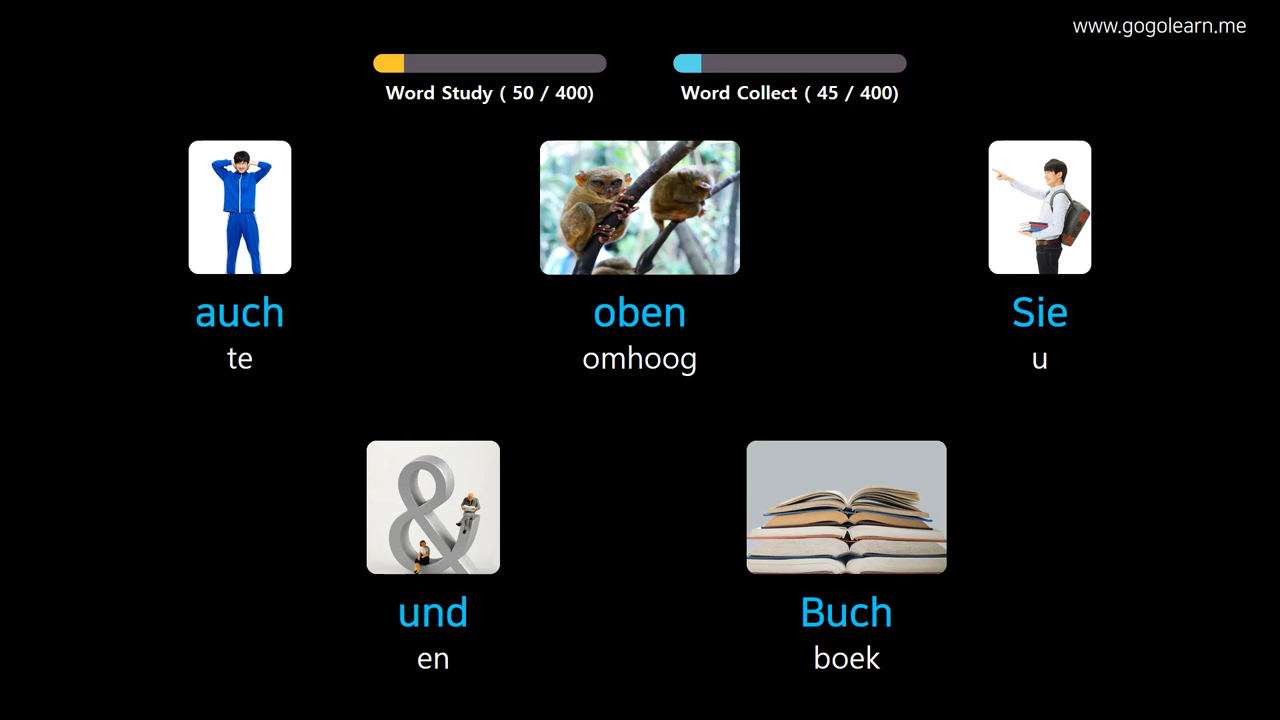 www.gogolearn.me
Word Study ( 50 / 400)
Word Collect ( 45 / 400)
auch
te
oben
omhoog
Sie
u
und
en
Buch
boek